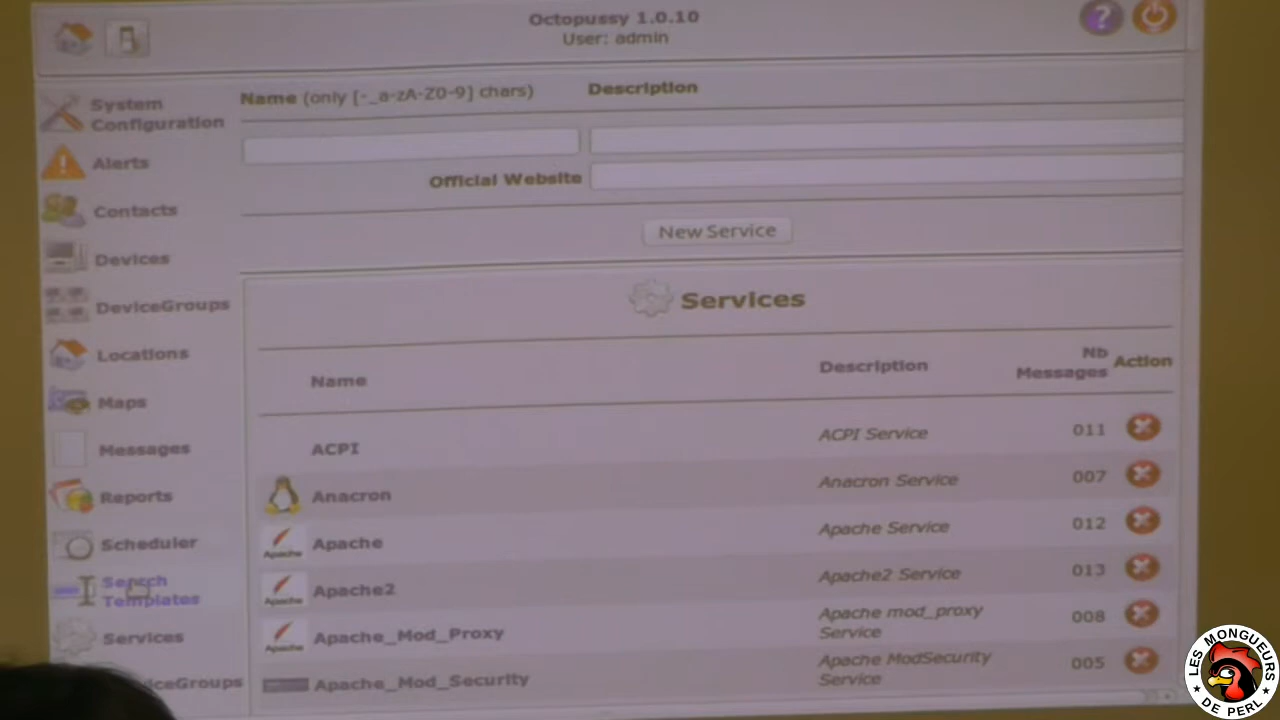 Octopussy 1.0.10
User: admin
System
Configuration
Alerts
Contacts
Devices
DeviceGroups
Locations
Maps
Messages
Reports
Scheduler
Search
Templates
Services
viceGroups
Name (only [-_a-zA-Z0-9] chars)
Description
Official Website
New Service
Services
Name Description Nb Messages Action
ACPI ACPI Service 011
Anacron Anacron Service 007
Apache Apache Apache Service 012
Apache Apache2 Apache2 Service 013
Apache Apache_Mod_Proxy Apache mod_proxy Service 008
Apache_Mod_Security Apache ModSecurity Service 005
LES MONGUEURS
DE PERL